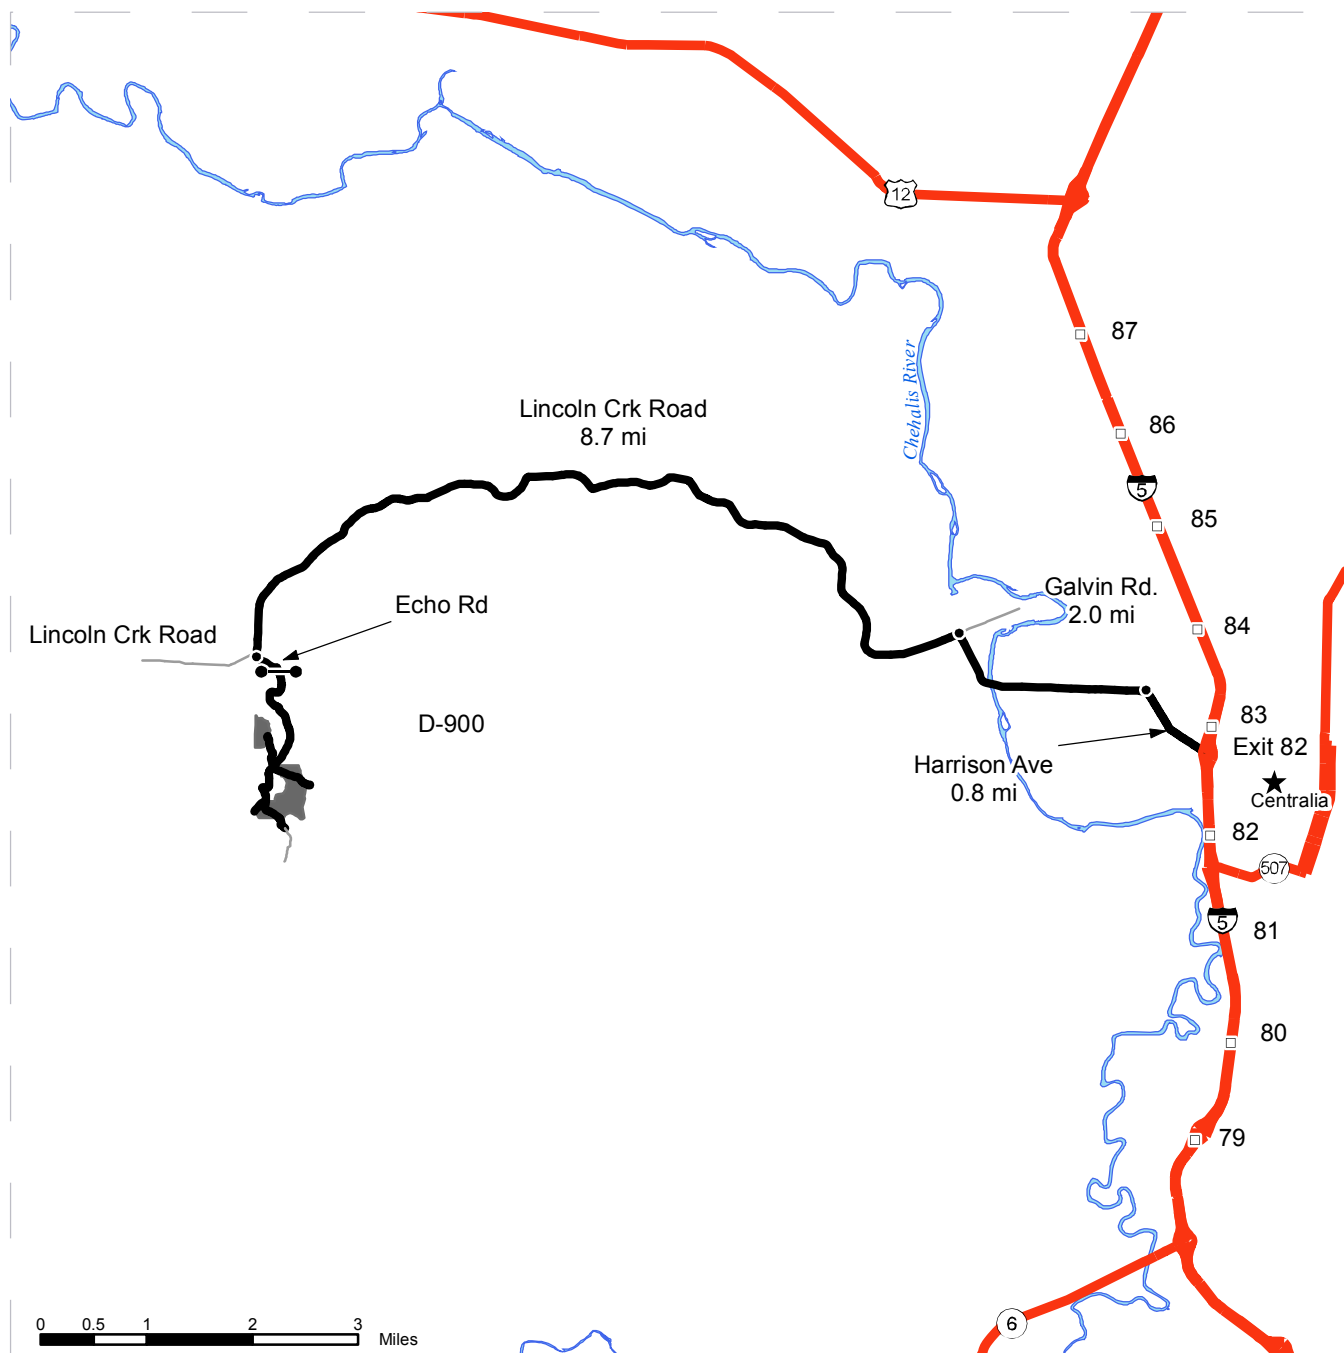 12
87
Chehalis River
Lincoln Crk Road
8.7 mi
86
5
85
Galvin Rd.
2.0 mi
Echo Rd
Lincoln Crk Road
84
D-900
83
Exit 82
Harrison Ave
0.8 mi
Centralia
82
507
5
81
80
79
6
0 0.5 1 2 3
Miles